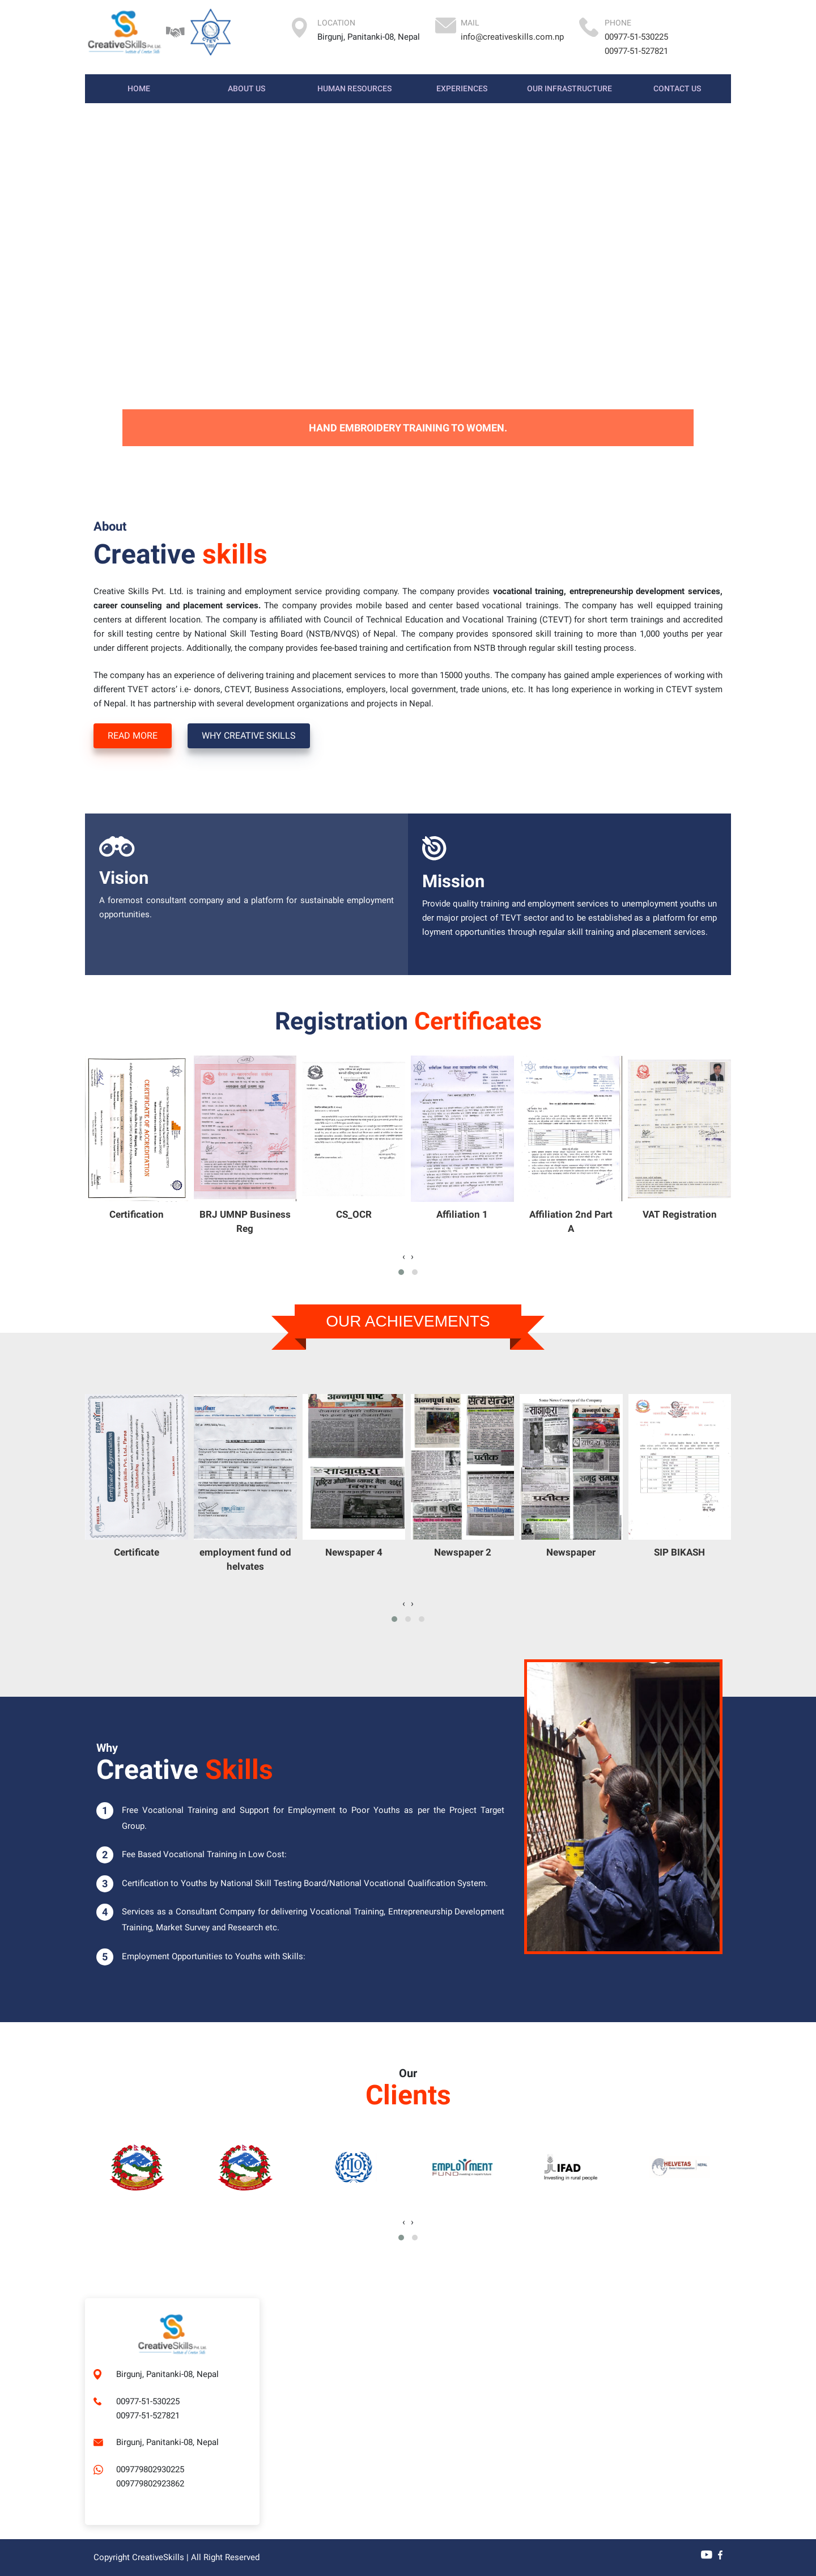 CreativeSkills Pvt. Ltd.
Institute of Creative Skill
LOCATION
Birgunj, Panitanki-08, Nepal
MAIL
info@creativeskills.com.np
PHONE
00977-51-530225
00977-51-527821
HOME ABOUT US HUMAN RESOURCES EXPERIENCES OUR INFRASTRUCTURE CONTACT US
HAND EMBROIDERY TRAINING TO WOMEN.
About
Creative skills
Creative Skills Pvt. Ltd. is training and employment service providing company. The company provides vocational training, entrepreneurship development services,
career counseling and placement services. The company provides mobile based and center based vocational trainings. The company has well equipped training
centers at different location. The company is affiliated with Council of Technical Education and Vocational Training (CTEVT) for short term trainings and accredited
for skill testing centre by National Skill Testing Board (NSTB/NVQS) of Nepal. The company provides sponsored skill training to more than 1,000 youths per year
under different projects. Additionally, the company provides fee-based training and certification from NSTB through regular skill testing process.
The company has an experience of delivering training and placement services to more than 15000 youths. The company has gained ample experiences of working with
different TVET actors' i.e- donors, CTEVT, Business Associations, employers, local government, trade unions, etc. It has long experience in working in CTEVT system
of Nepal. It has partnership with several development organizations and projects in Nepal.
READ MORE WHY CREATIVE SKILLS
Vision
A foremost consultant company and a platform for sustainable employment
opportunities.
Mission
Provide quality training and employment services to unemployment youths un
der major project of TEVT sector and to be established as a platform for emp
loyment opportunities through regular skill training and placement services.
Registration Certificates
CERTIFICATE OF ACCREDITATION
Certification
BRJ UMNP Business
Reg
CS_OCR
Affiliation 1
Affiliation 2nd Part
A
VAT Registration
‹ ›
OUR ACHIEVEMENTS
Certificate
employment fund od
helvates
Newspaper 4
Newspaper 2
Newspaper
SIP BIKASH
‹ ›
Why
Creative Skills
1 Free Vocational Training and Support for Employment to Poor Youths as per the Project Target
Group.
2 Fee Based Vocational Training in Low Cost:
3 Certification to Youths by National Skill Testing Board/National Vocational Qualification System.
4 Services as a Consultant Company for delivering Vocational Training, Entrepreneurship Development
Training, Market Survey and Research etc.
5 Employment Opportunities to Youths with Skills:
Our
Clients
EMPLOYMENT
FUND
IFAD
Investing in rural people
HELVETAS
NEPAL
‹ ›
CreativeSkills Pvt. Ltd.
Institute of Creative Skill
Birgunj, Panitanki-08, Nepal
00977-51-530225
00977-51-527821
Birgunj, Panitanki-08, Nepal
009779802930225
009779802923862
Copyright CreativeSkills | All Right Reserved